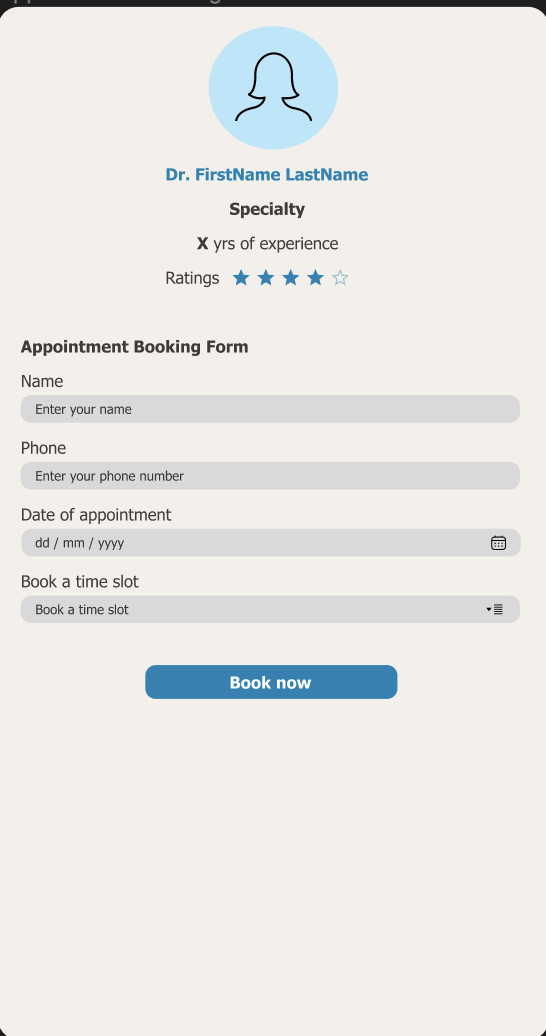 Dr. FirstName LastName
Specialty
X yrs of experience
Ratings
Appointment Booking Form
Name
Enter your name
Phone
Enter your phone number
Date of appointment
dd / mm / yyyy
Book a time slot
Book a time slot
Book now